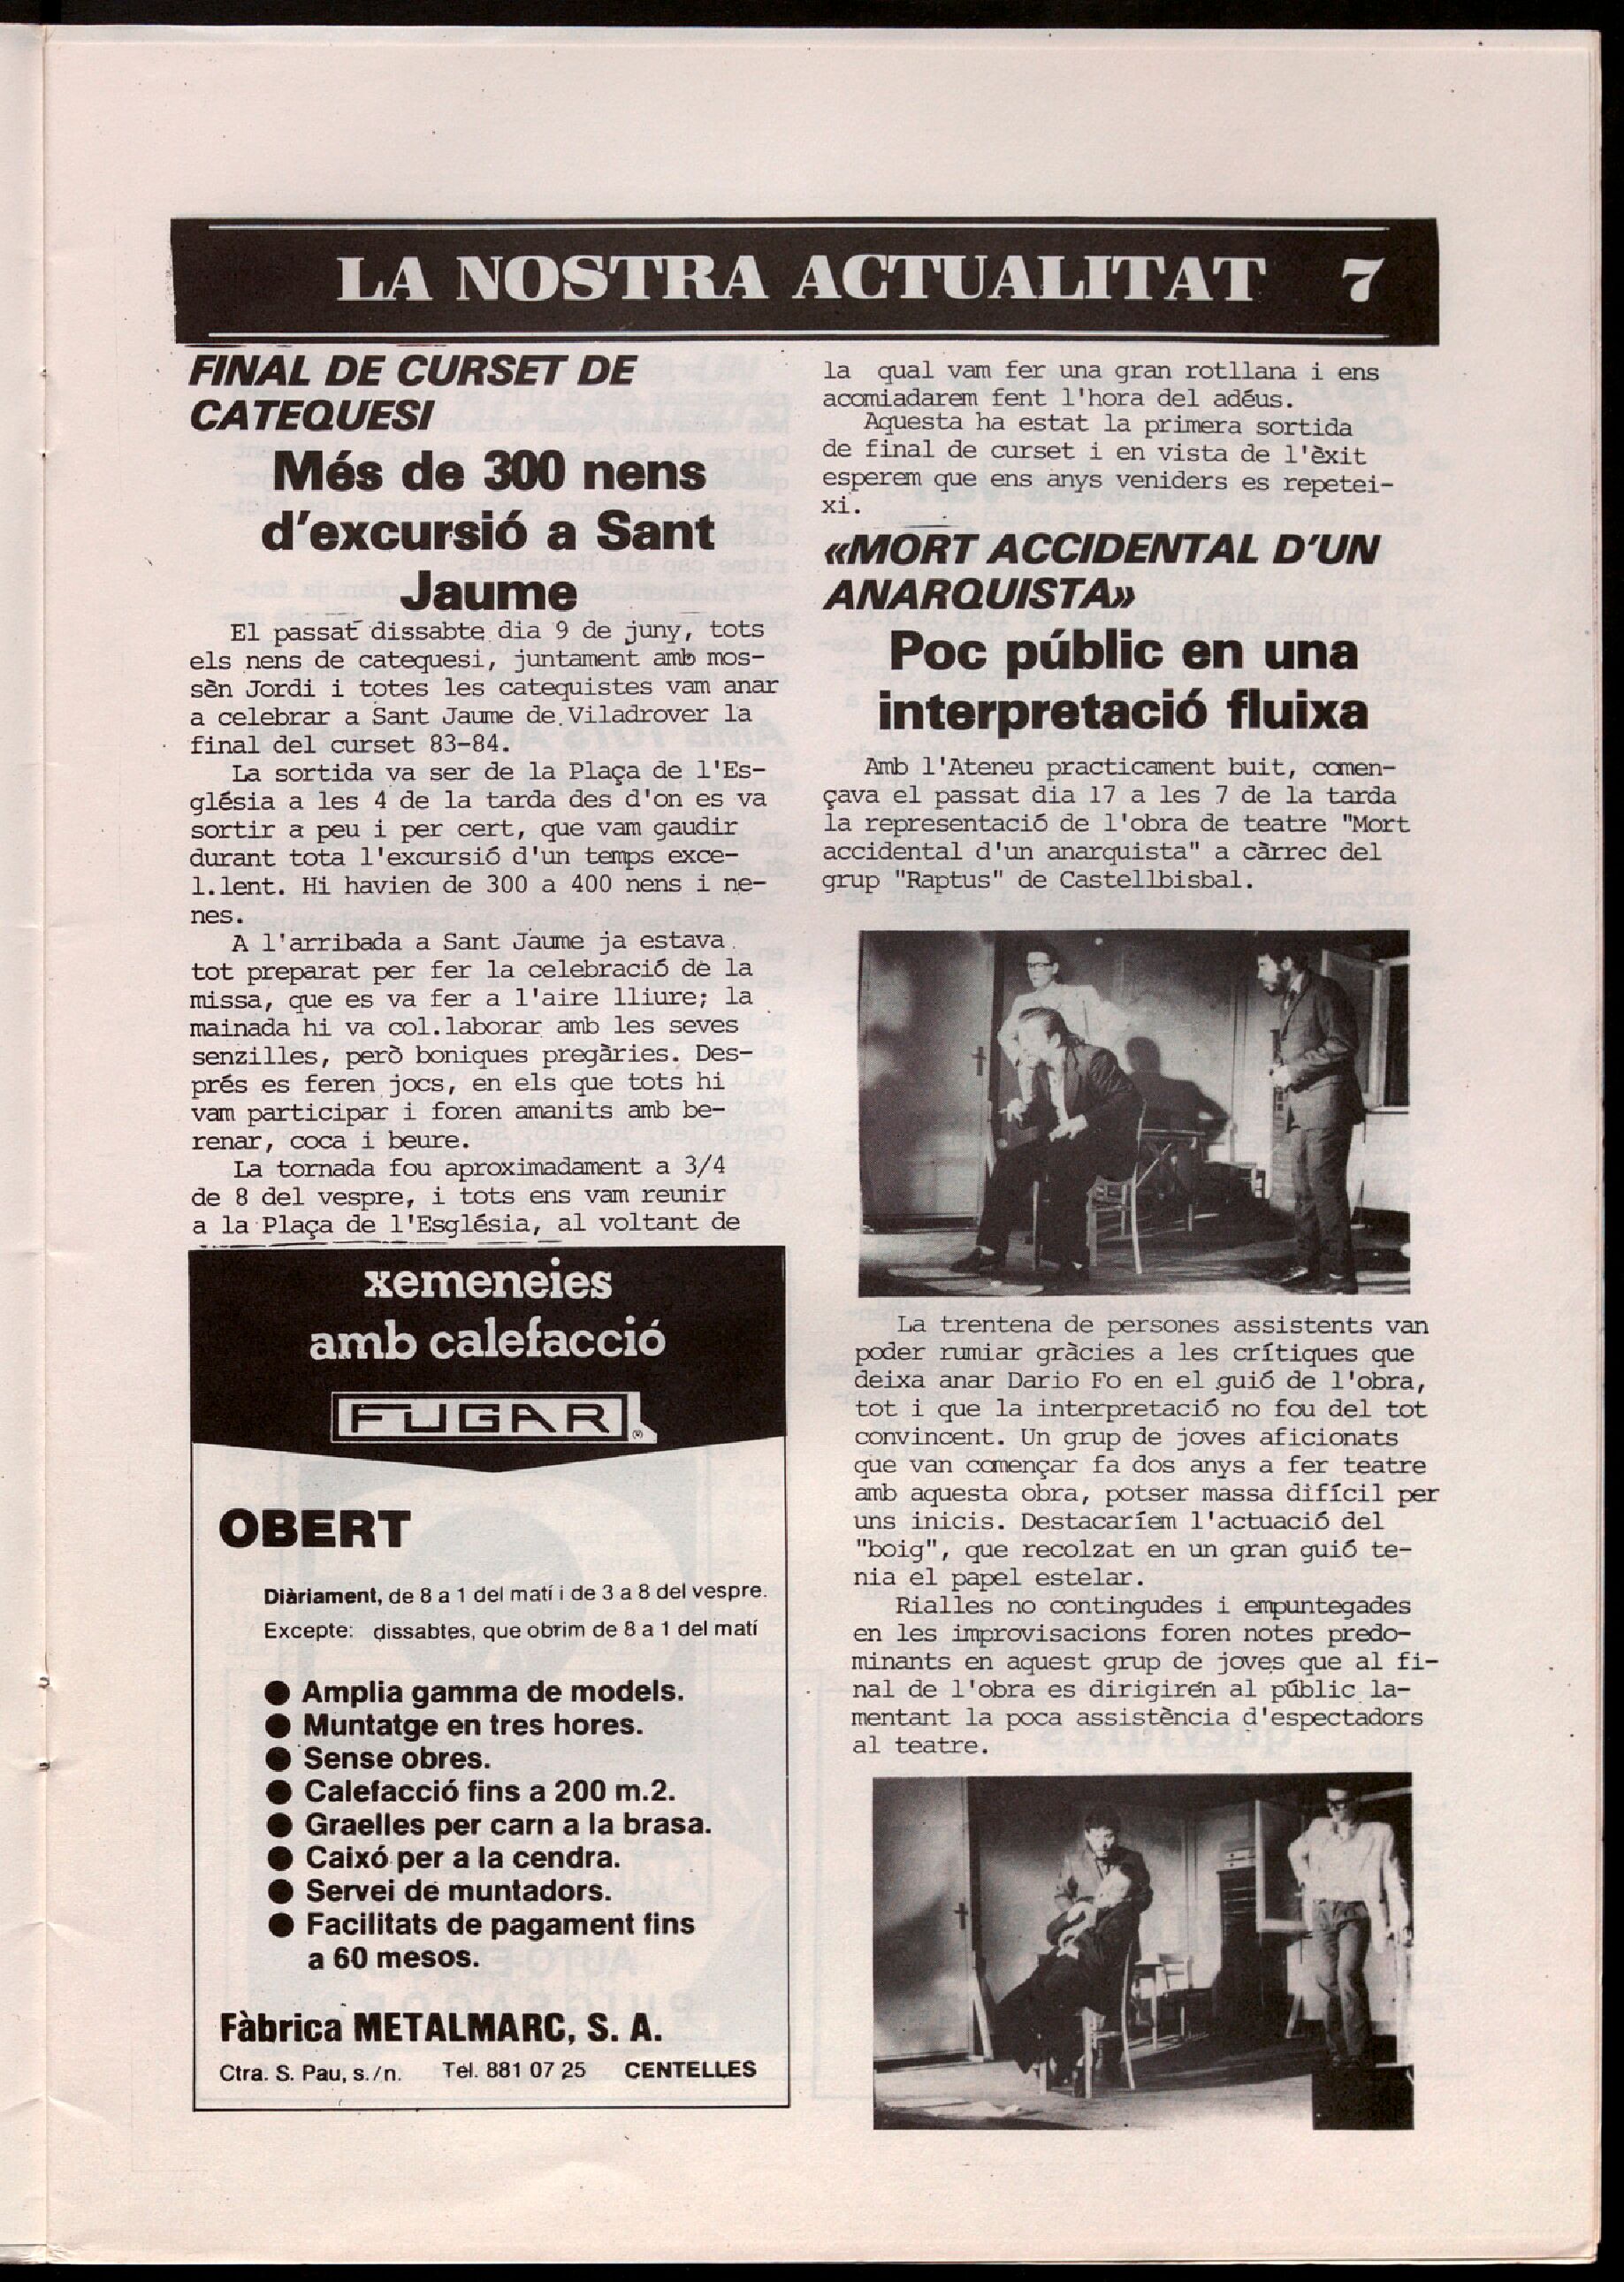 LA NOSTRA ACTUALITAT 7
FINAL DE CURSET DE
CATEQUESI
Més de 300 nens
d'excursió a Sant
Jaume
El passat dissabte dia 9 de juny, tots
els nens de catequesi, juntament amb mos-
sèn Jordi i totes les catequistes vam anar
a celebrar a Sant Jaume de Viladrover la
final del curset 83-84.
La sortida va ser de la Plaça de l'Es-
glésia a les 4 de la tarda des d'on es va
sortir a peu i per cert, que vam gaudir
durant tota l'excursió d'un temps exce-
l.lent. Hi havien de 300 a 400 nens i ne-
nes.
A l'arribada a Sant Jaume ja estava
tot preparat per fer la celebració de la
missa, que es va fer a l'aire lliure; la
mainada hi va col.laborar amb les seves
senzilles, però boniques pregàries. Des-
prés es feren jocs, en els que tots hi
vam participar i foren amanits amb be-
renar, coca i beure.
La tornada fou aproximadament a 3/4
de 8 del vespre, i tots ens vam reunir
a la Plaça de l'Església, al voltant de
xemeneies
amb calefacció
FUGAR ®
OBERT
Diàriament, de 8 a 1 del matí i de 3 a 8 del vespre.
Excepte: dissabtes, que obrim de 8 a 1 del matí
● Amplia gamma de models.
● Muntatge en tres hores.
● Sense obres.
● Calefacció fins a 200 m.2.
● Graelles per carn a la brasa.
● Caixó per a la cendra.
● Servei de muntadors.
● Facilitats de pagament fins
a 60 mesos.
Fàbrica METALMARC, S. A.
Ctra. S. Pau, s./n. Tel. 881 07 25 CENTELLES
la qual vam fer una gran rotllana i ens
acomiadarem fent l'hora del adéus.
Aquesta ha estat la primera sortida
de final de curset i en vista de l'èxit
esperem que ens anys veniders es repetei-
xi.
«MORT ACCIDENTAL D'UN
ANARQUISTA»
Poc públic en una
interpretació fluixa
Amb l'Ateneu practicament buit, comen-
çava el passat dia 17 a les 7 de la tarda
la representació de l'obra de teatre "Mort
accidental d'un anarquista" a càrrec del
grup "Raptus" de Castellbisbal.
La trentena de persones assistents van
poder rumiar gràcies a les crítiques que
deixa anar Dario Fo en el guió de l'obra,
tot i que la interpretació no fou del tot
convincent. Un grup de joves aficionats
que van començar fa dos anys a fer teatre
amb aquesta obra, potser massa difícil per
uns inicis. Destacaríem l'actuació del
"boig", que recolzat en un gran guió te-
nia el papel estelar.
Rialles no contingudes i empuntegades
en les improvisacions foren notes predo-
minants en aquest grup de joves que al fi-
nal de l'obra es dirigiren al públic la-
mentant la poca assistència d'espectadors
al teatre.